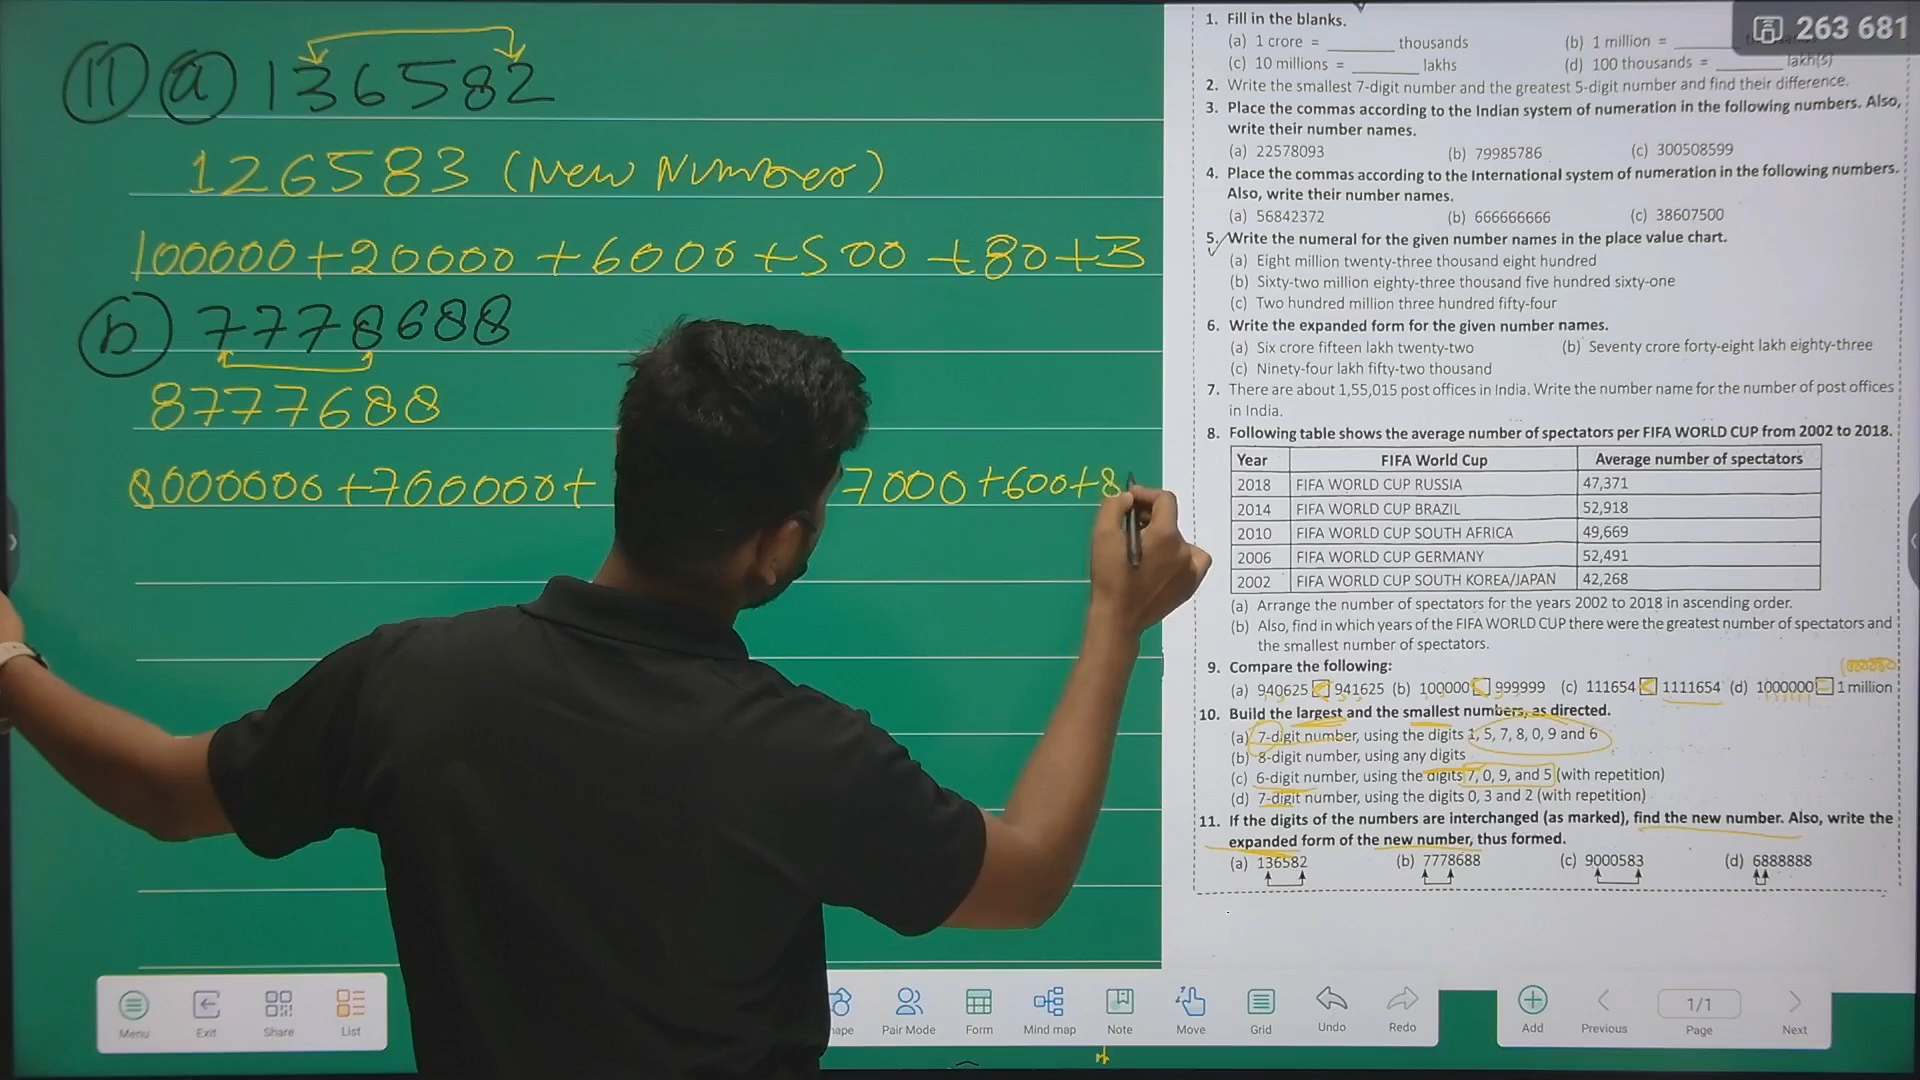 11 a 136582
126583 (New Number)
100000+20000+6000+500+80+3
b 7778688
8777688
8000000+700000+ 7000+600+8
263 681
1. Fill in the blanks.
(a) 1 crore = ________ thousands (b) 1 million = ________
(c) 10 millions = ________ lakhs (d) 100 thousands = ________ lakh(s)
2. Write the smallest 7-digit number and the greatest 5-digit number and find their difference.
3. Place the commas according to the Indian system of numeration in the following numbers. Also,
write their number names.
(a) 22578093 (b) 79985786 (c) 300508599
4. Place the commas according to the International system of numeration in the following numbers.
Also, write their number names.
(a) 56842372 (b) 666666666 (c) 38607500
5. Write the numeral for the given number names in the place value chart.
(a) Eight million twenty-three thousand eight hundred
(b) Sixty-two million eighty-three thousand five hundred sixty-one
(c) Two hundred million three hundred fifty-four
6. Write the expanded form for the given number names.
(a) Six crore fifteen lakh twenty-two (b) Seventy crore forty-eight lakh eighty-three
(c) Ninety-four lakh fifty-two thousand
7. There are about 1,55,015 post offices in India. Write the number name for the number of post offices
in India.
8. Following table shows the average number of spectators per FIFA WORLD CUP from 2002 to 2018.
Year FIFA World Cup Average number of spectators
2018 FIFA WORLD CUP RUSSIA 47,371
2014 FIFA WORLD CUP BRAZIL 52,918
2010 FIFA WORLD CUP SOUTH AFRICA 49,669
2006 FIFA WORLD CUP GERMANY 52,491
2002 FIFA WORLD CUP SOUTH KOREA/JAPAN 42,268
(a) Arrange the number of spectators for the years 2002 to 2018 in ascending order.
(b) Also, find in which years of the FIFA WORLD CUP there were the greatest number of spectators and
the smallest number of spectators.
9. Compare the following:
(a) 940625 < 941625 (b) 100000 < 999999 (c) 111654 < 1111654 (d) 1000000 = 1 million
10. Build the largest and the smallest numbers, as directed.
(a) 7-digit number, using the digits 1, 5, 7, 8, 0, 9 and 6
(b) 8-digit number, using any digits
(c) 6-digit number, using the digits 7, 0, 9, and 5 (with repetition)
(d) 7-digit number, using the digits 0, 3 and 2 (with repetition)
11. If the digits of the numbers are interchanged (as marked), find the new number. Also, write the
expanded form of the new number, thus formed.
(a) 136582 (b) 7778688 (c) 9000583 (d) 6888888
Menu Exit Share List Pair Mode Form Mind map Note Move Grid Undo Redo Add Previous 1/1 Page Next